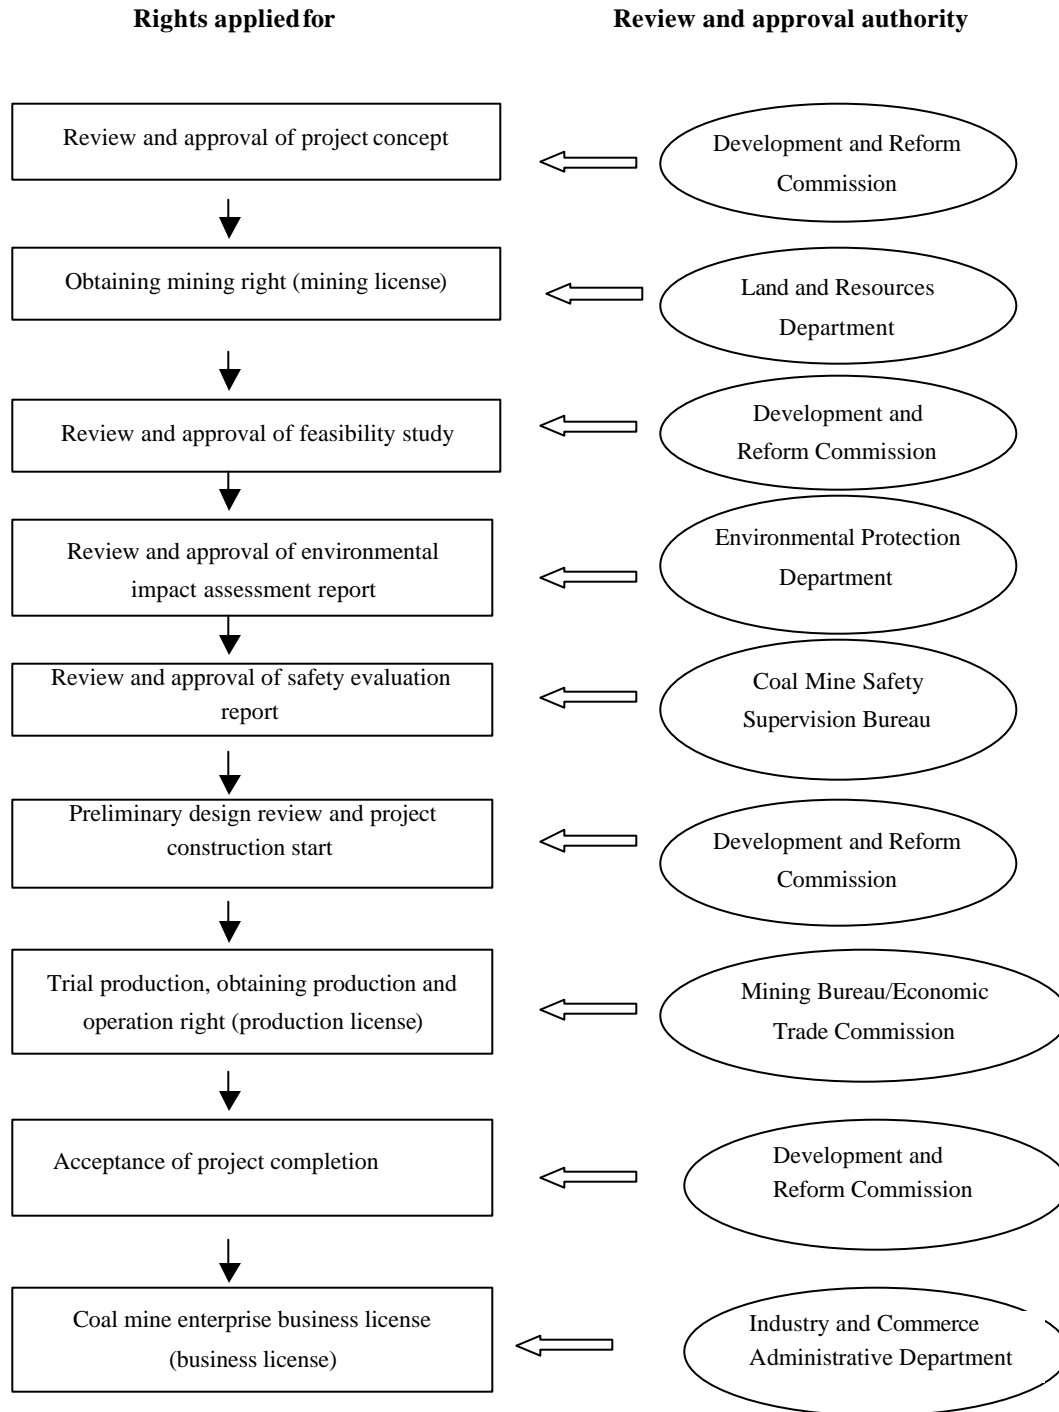 Rights applied for
Review and approval authority
Review and approval of project concept
Development and Reform
Commission
Obtaining mining right (mining license)
Land and Resources
Department
Review and approval of feasibility study
Development and
Reform Commission
Review and approval of environmental
impact assessment report
Environmental Protection
Department
Review and approval of safety evaluation
report
Coal Mine Safety
Supervision Bureau
Preliminary design review and project
construction start
Development and Reform
Commission
Trial production, obtaining production and
operation right (production license)
Mining Bureau/Economic
Trade Commission
Acceptance of project completion
Development and
Reform Commission
Coal mine enterprise business license
(business license)
Industry and Commerce
Administrative Department